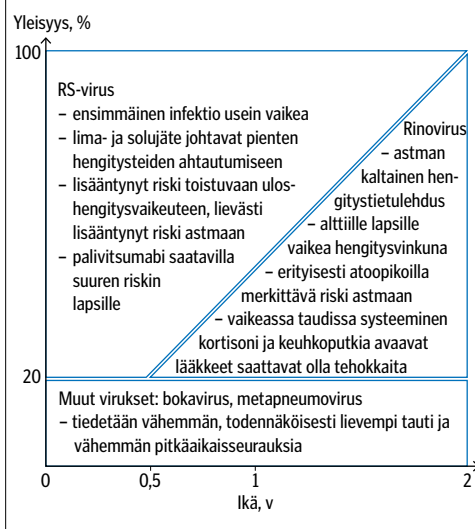 Yleisyys, %
100
RS-virus
– ensimmäinen infektio usein vaikea
– lima- ja solujäte johtavat pienten
hengitysteiden ahtautumiseen
– lisääntynyt riski toistuvaan ulos-
hengitysvaikeuteen, lievästi
lisääntynyt riski astmaan
– palivitsumabi saatavilla
suuren riskin
lapsille
Rinovirus
– astman
kaltainen hen-
gitystietulehdus
– alttiille lapsille
vaikea hengitysvinkuna
– erityisesti atoopikoilla
merkittävä riski astmaan
– vaikeassa taudissa systeeminen
kortisoni ja keuhkoputkia avaavat
lääkkeet saattavat olla tehokkaita
20
Muut virukset: bokavirus, metapneumovirus
– tiedetään vähemmän, todennäköisesti lievempi tauti ja
vähemmän pitkäaikaisseurauksia
0 0,5 1 2
Ikä, v